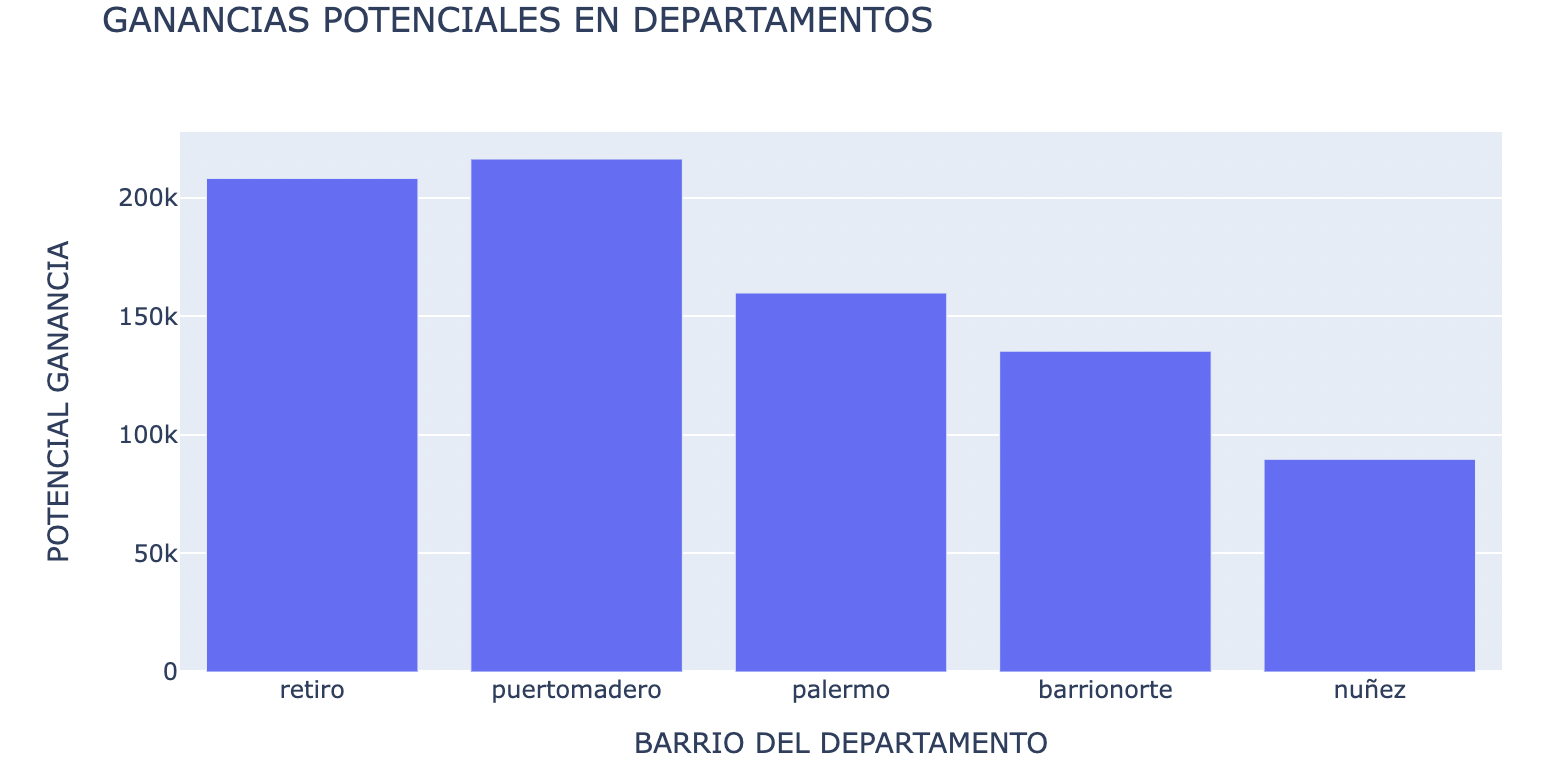 GANANCIAS POTENCIALES EN DEPARTAMENTOS
POTENCIAL GANANCIA
200k
150k
100k
50k
0
retiro puertomadero palermo barrionorte nuñez
BARRIO DEL DEPARTAMENTO